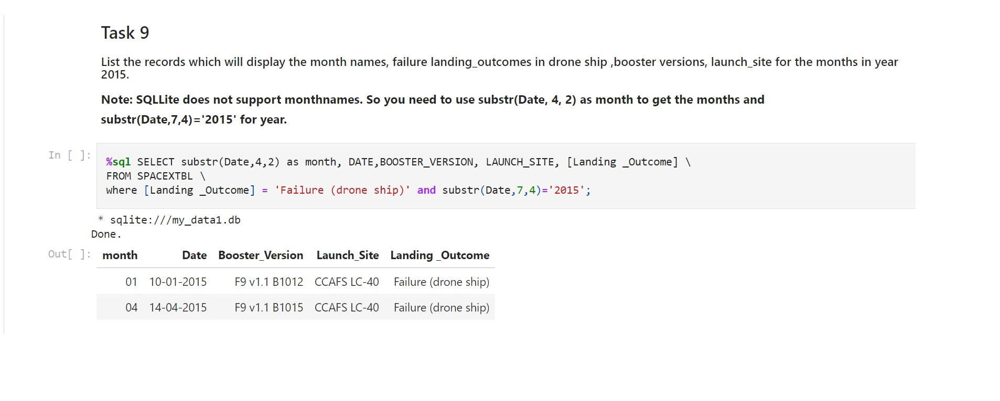 Task 9
List the records which will display the month names, failure landing_outcomes in drone ship ,booster versions, launch_site for the months in year
2015.
Note: SQLLite does not support monthnames. So you need to use substr(Date, 4, 2) as month to get the months and
substr(Date,7,4)='2015' for year.
In [ ]:
%sql SELECT substr(Date,4,2) as month, DATE,BOOSTER_VERSION, LAUNCH_SITE, [Landing _Outcome] \
FROM SPACEXTBL \
where [Landing _Outcome] = 'Failure (drone ship)' and substr(Date,7,4)='2015';
* sqlite:///my_data1.db
Done.
Out[ ]:
month Date Booster_Version Launch_Site Landing _Outcome
01 10-01-2015 F9 v1.1 B1012 CCAFS LC-40 Failure (drone ship)
04 14-04-2015 F9 v1.1 B1015 CCAFS LC-40 Failure (drone ship)